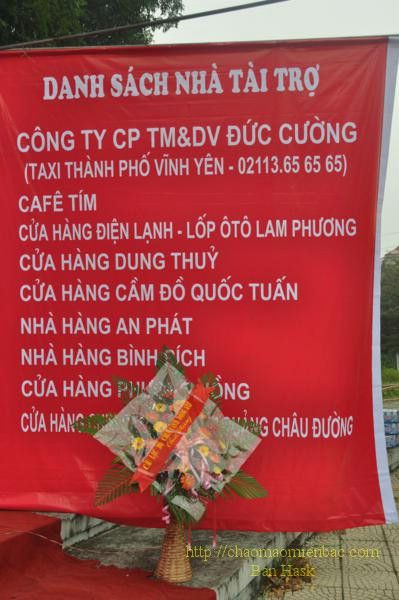 DANH SÁCH NHÀ TÀI TRỢ
CÔNG TY CP TM&DV ĐỨC CƯỜNG
(TAXI THÀNH PHỐ VĨNH YÊN - 02113.65 65 65)
CAFÊ TÍM
CỬA HÀNG ĐIỆN LẠNH - LỐP ÔTÔ LAM PHƯƠNG
CỬA HÀNG DUNG THUỶ
CỬA HÀNG CẦM ĐỒ QUỐC TUẤN
NHÀ HÀNG AN PHÁT
NHÀ HÀNG BÌNH ĐÍCH
CỬA HÀNG
CỬA HÀNG CHÂU ĐƯỜNG
http://chaomaomienbac.com
Ban Hask